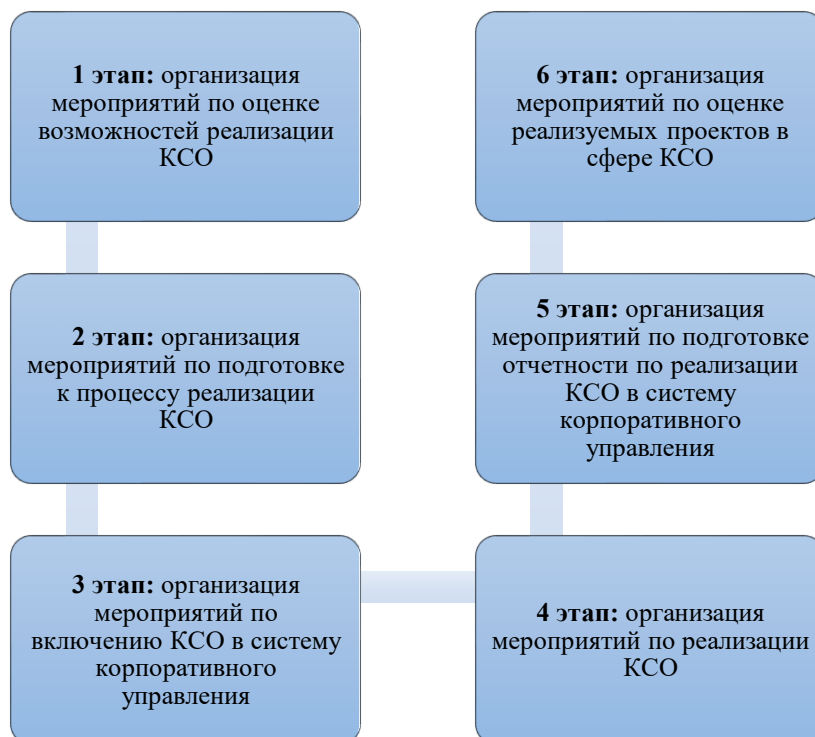 1 этап: организация
мероприятий по оценке
возможностей реализации
КСО
2 этап: организация
мероприятий по подготовке
к процессу реализации
КСО
3 этап: организация
мероприятий по
включению КСО в систему
корпоративного
управления
4 этап: организация
мероприятий по реализации
КСО
5 этап: организация
мероприятий по подготовке
отчетности по реализации
КСО в систему
корпоративного
управления
6 этап: организация
мероприятий по оценке
реализуемых проектов в
сфере КСО